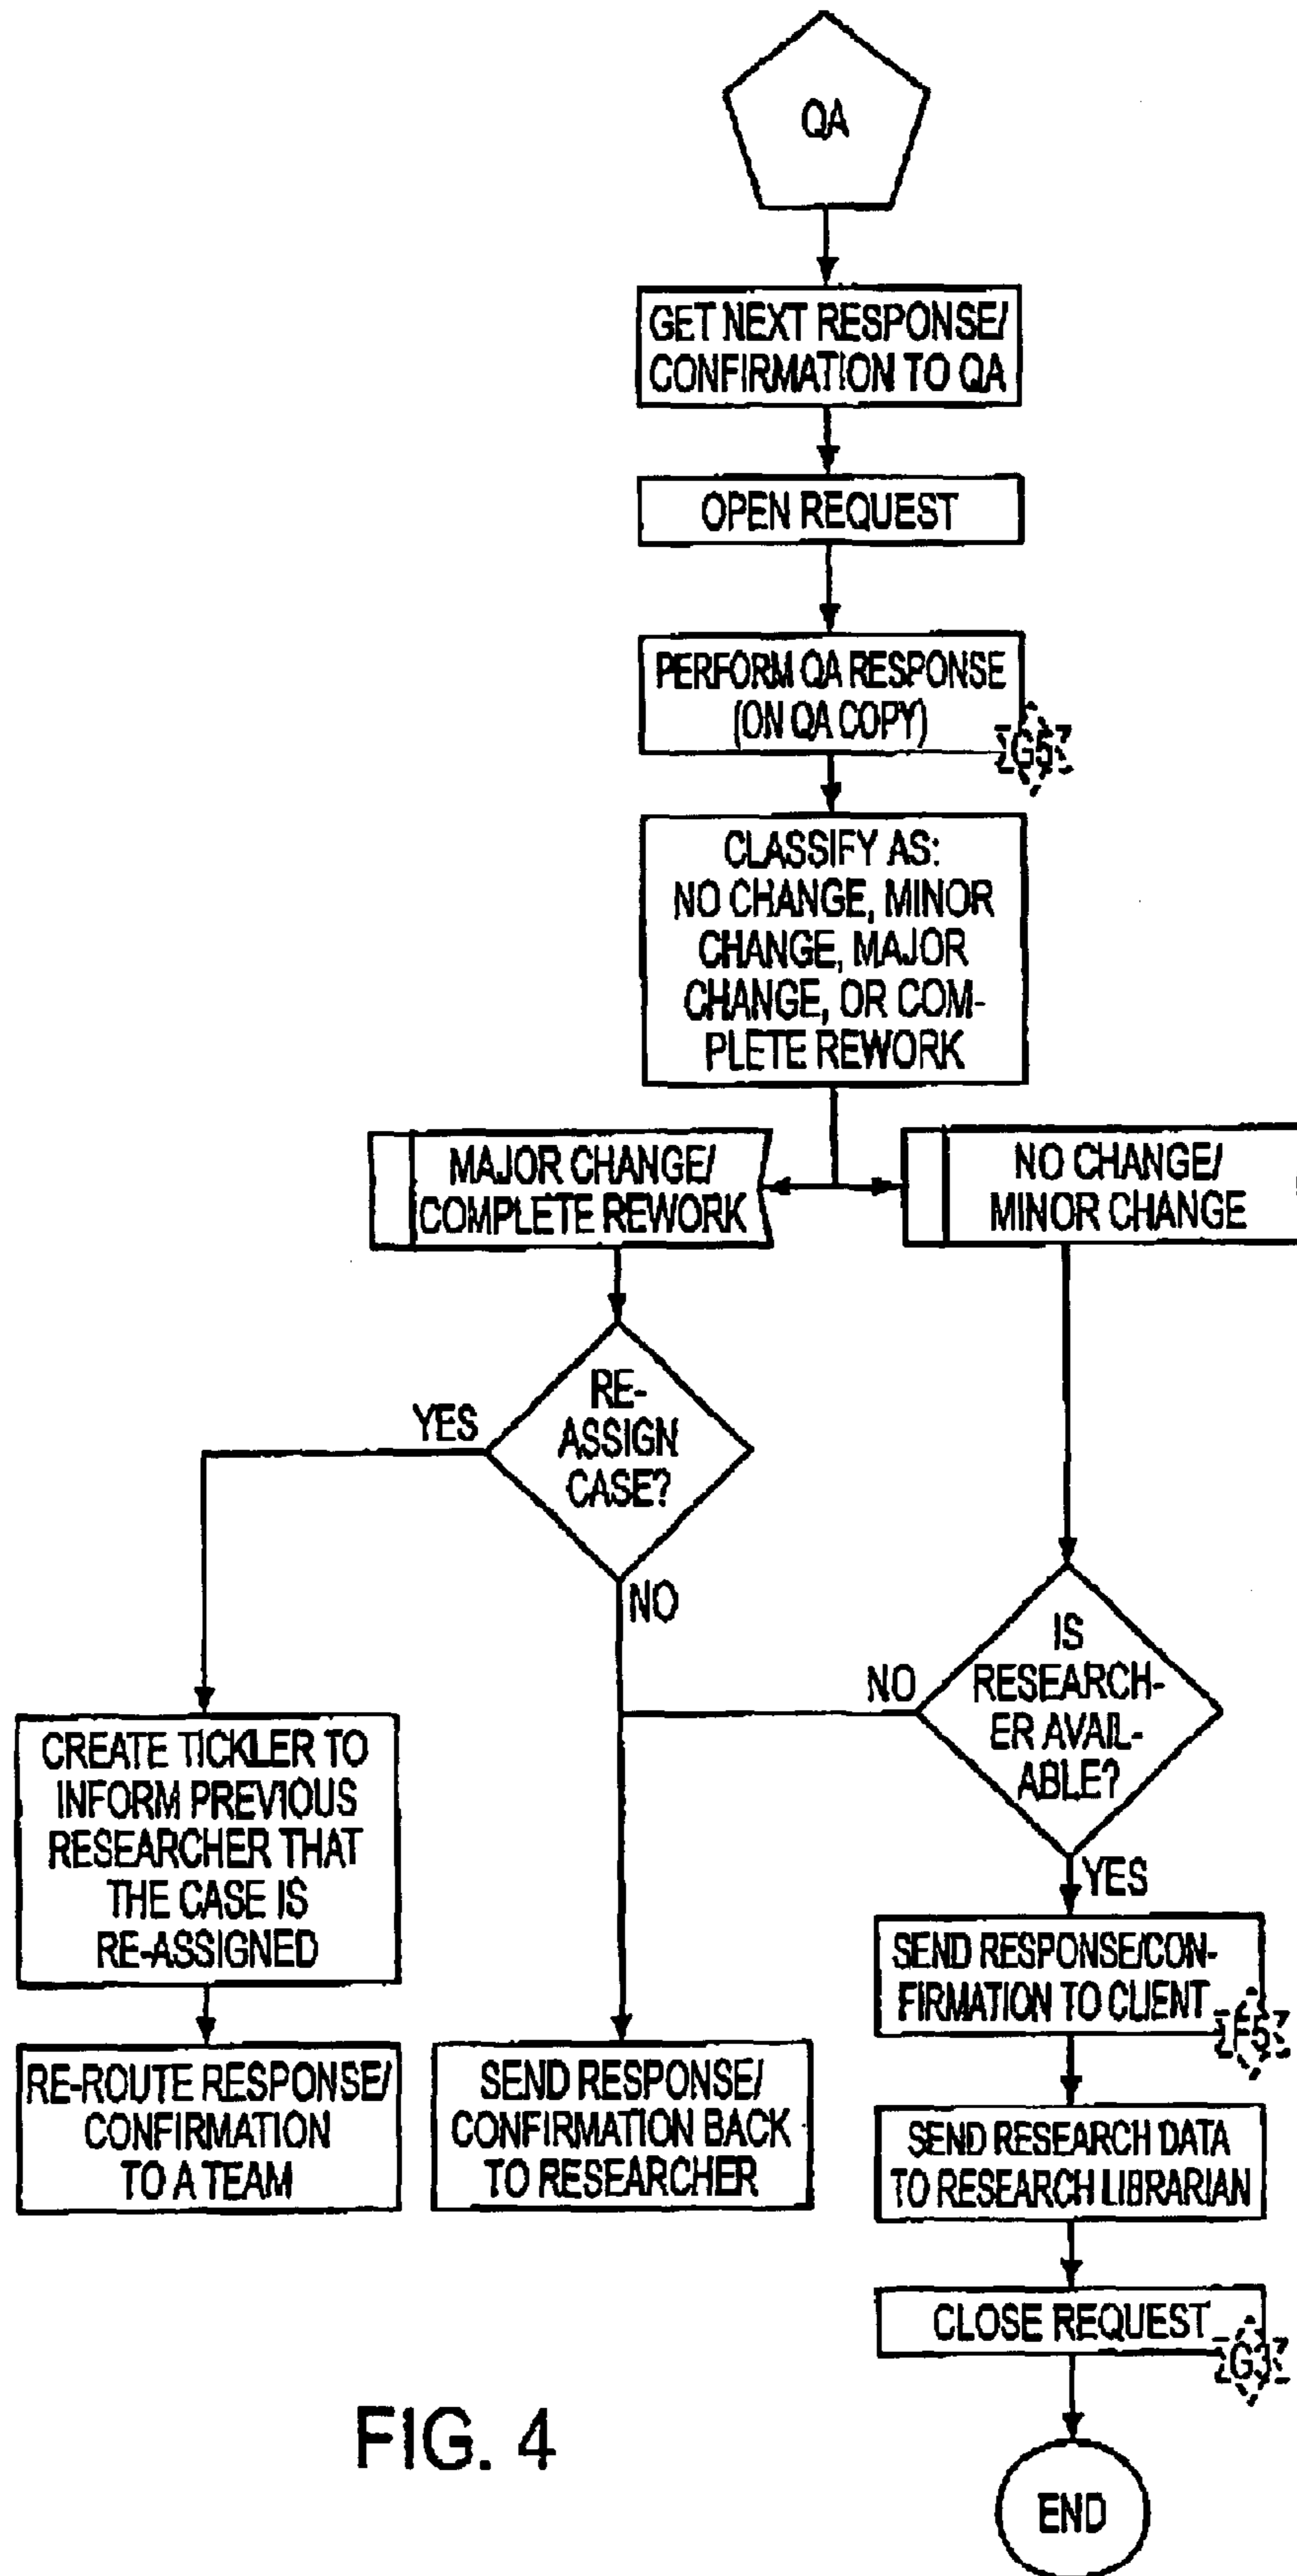 QA
GET NEXT RESPONSE/
CONFIRMATION TO QA
OPEN REQUEST
PERFORM QA RESPONSE
(ON QA COPY)
G5
CLASSIFY AS:
NO CHANGE, MINOR
CHANGE, MAJOR
CHANGE, OR COM-
PLETE REWORK
MAJOR CHANGE/
COMPLETE REWORK
NO CHANGE/
MINOR CHANGE
RE-
ASSIGN
CASE?
YES
NO
IS
RESEARCH-
ER AVAIL-
ABLE?
NO
YES
CREATE TICKLER TO
INFORM PREVIOUS
RESEARCHER THAT
THE CASE IS
RE-ASSIGNED
RE-ROUTE RESPONSE/
CONFIRMATION
TO A TEAM
SEND RESPONSE/
CONFIRMATION BACK
TO RESEARCHER
SEND RESPONSE/CON-
FIRMATION TO CLIENT
F5
SEND RESEARCH DATA
TO RESEARCH LIBRARIAN
CLOSE REQUEST
G3
END
FIG. 4